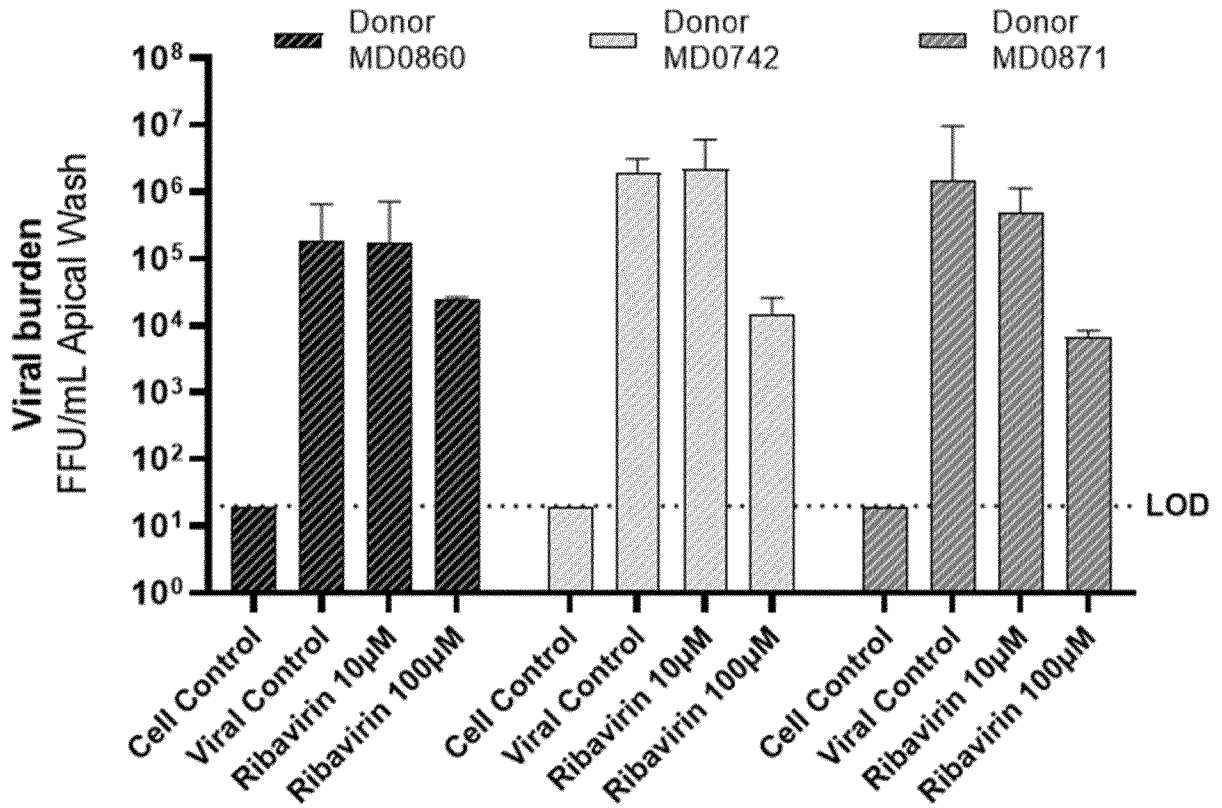 Donor
MD0860
Donor
MD0742
Donor
MD0871
Viral burden
FFU/mL Apical Wash
10⁸
10⁷
10⁶
10⁵
10⁴
10³
10²
10¹
10⁰
LOD
Cell Control
Viral Control
Ribavirin 10µM
Ribavirin 100µM
Cell Control
Viral Control
Ribavirin 10µM
Ribavirin 100µM
Cell Control
Viral Control
Ribavirin 10µM
Ribavirin 100µM